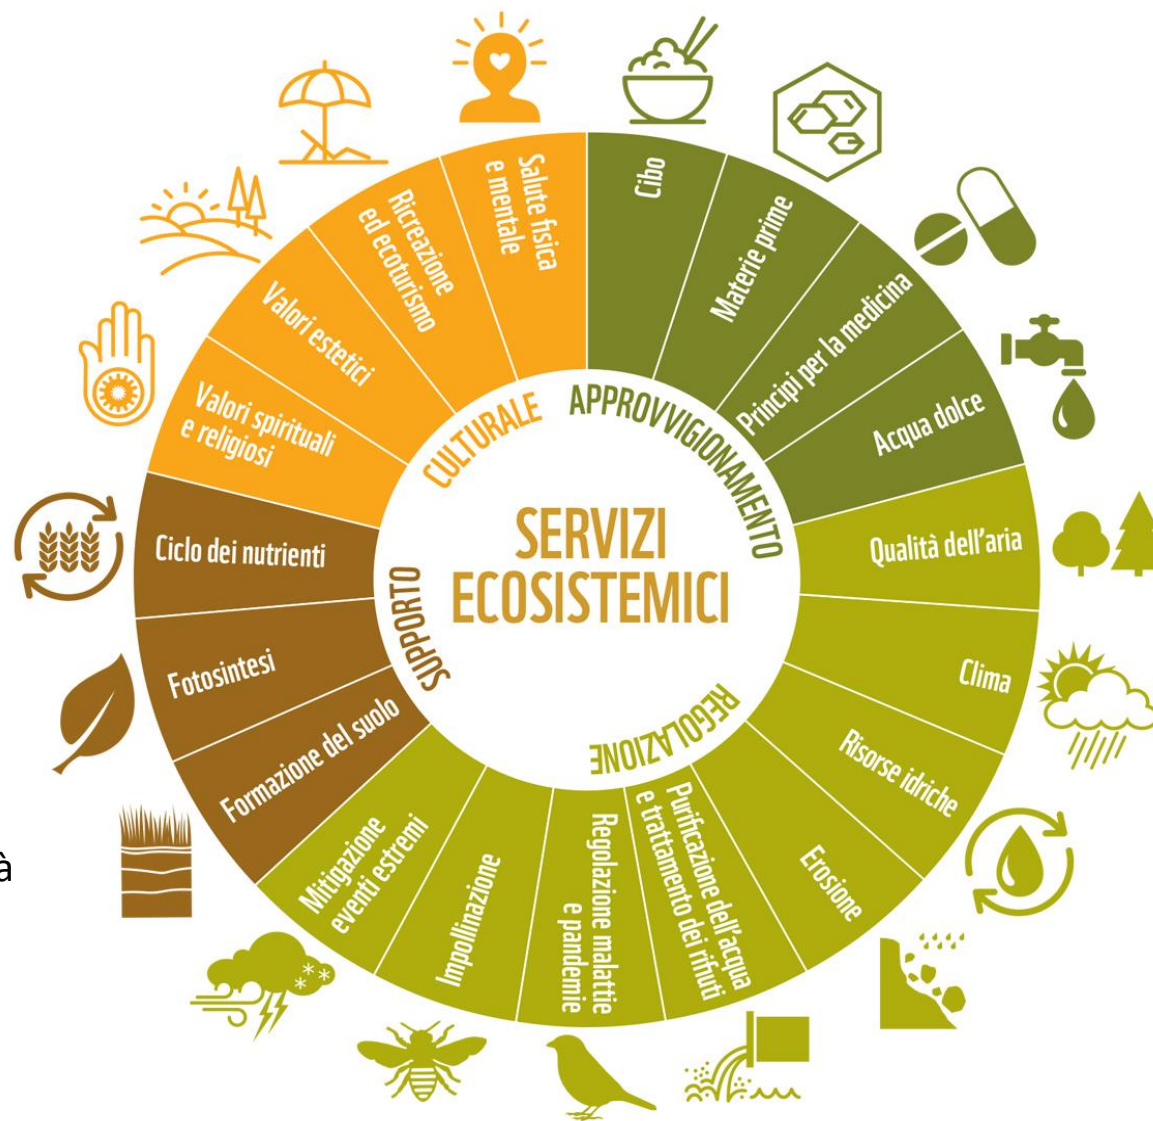 SERVIZI
ECOSISTEMICI
APPROVVIGIONAMENTO
Cibo
Materie prime
Principi per la medicina
Acqua dolce
REGOLAZIONE
Qualità dell'aria
Clima
Risorse idriche
Erosione
Purificazione dell'acqua
e trattamento dei rifiuti
Regolazione malattie
e pandemie
Impollinazione
Mitigazione
eventi estremi
SUPPORTO
Formazione del suolo
Fotosintesi
Ciclo dei nutrienti
CULTURALE
Valori spirituali
e religiosi
Valori estetici
Ricreazione
ed ecoturismo
Salute fisica
e mentale
à